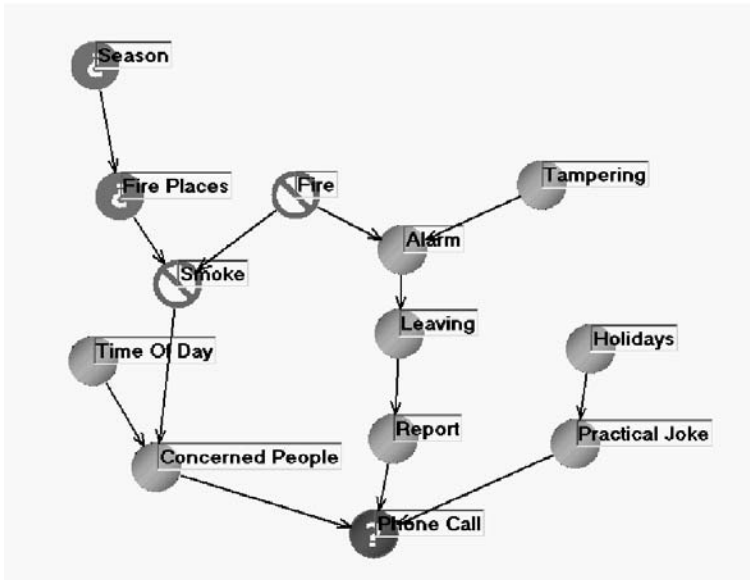 Season
Fire Places
Fire
Tampering
Alarm
Smoke
Leaving
Holidays
Time Of Day
Report
Practical Joke
Concerned People
Phone Call
?